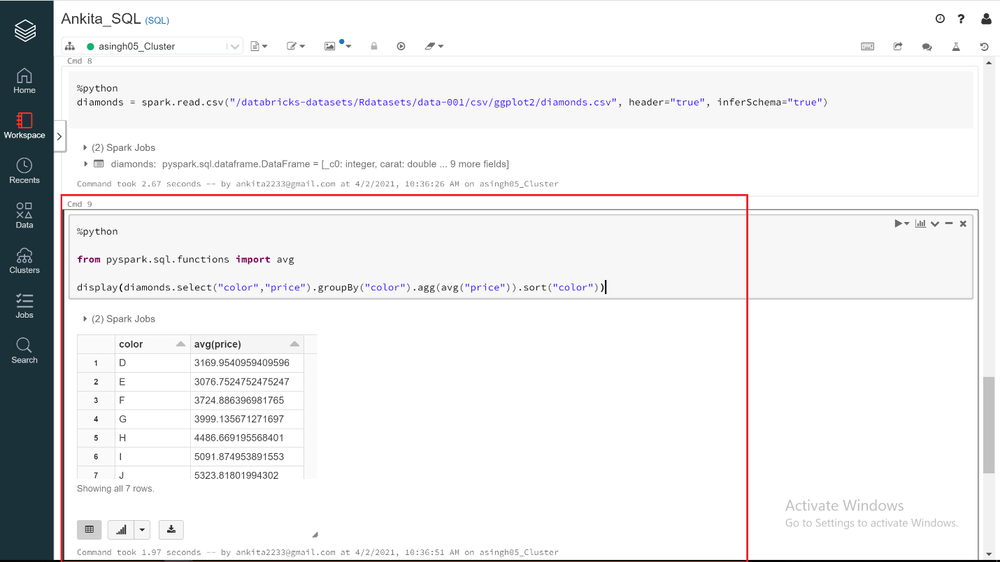 Ankita_SQL (SQL)
asingh05_Cluster
Home
Workspace
Recents
Data
Clusters
Jobs
Search
Cmd 8
%python
diamonds = spark.read.csv("/databricks-datasets/Rdatasets/data-001/csv/ggplot2/diamonds.csv", header="true", inferSchema="true")
(2) Spark Jobs
diamonds: pyspark.sql.dataframe.DataFrame = [_c0: integer, carat: double ... 9 more fields]
Command took 2.67 seconds -- by ankita2233@gmail.com at 4/2/2021, 10:36:26 AM on asingh05_Cluster
Cmd 9
%python
from pyspark.sql.functions import avg
display(diamonds.select("color","price").groupBy("color").agg(avg("price")).sort("color"))
(2) Spark Jobs
color avg(price)
1 D 3169.9540959409596
2 E 3076.7524752475247
3 F 3724.886396981765
4 G 3999.135671271697
5 H 4486.669195568401
6 I 5091.874953891553
7 J 5323.81801994302
Showing all 7 rows.
Command took 1.97 seconds -- by ankita2233@gmail.com at 4/2/2021, 10:36:51 AM on asingh05_Cluster
Activate Windows
Go to Settings to activate Windows.